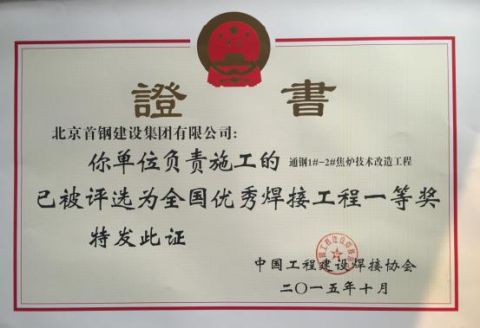 證書
北京首钢建设集团有限公司:
你单位负责施工的 通钢1#-2#焦炉技术改造工程
已被评选为全国优秀焊接工程一等奖
特发此证
中国工程建设焊接协会
二〇一五年十月